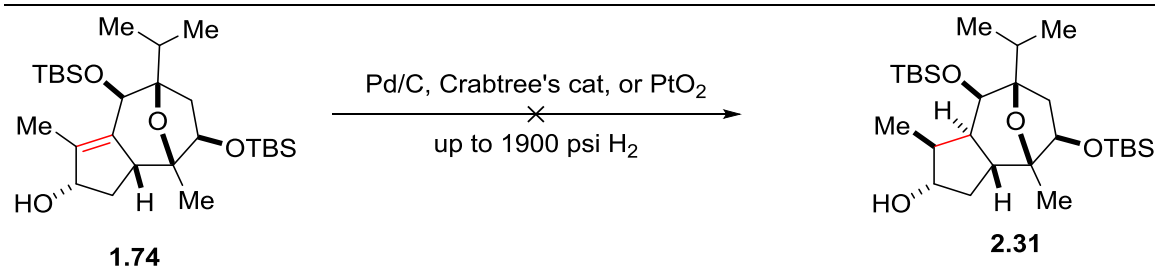 Me Me
TBSO
O
Me
OTBS
HO
H
Me
1.74
Pd/C, Crabtree's cat, or PtO2
up to 1900 psi H2
Me Me
TBSO
H
O
Me
OTBS
HO
H
Me
2.31